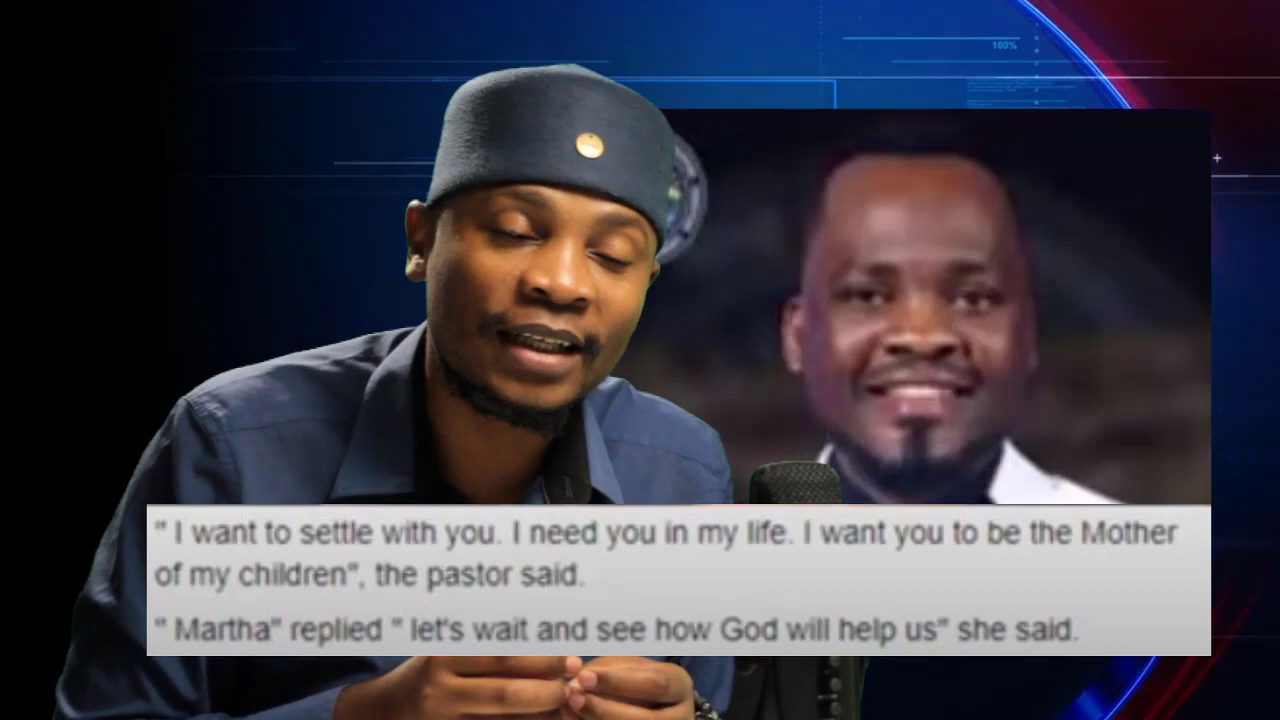 100%
" I want to settle with you. I need you in my life. I want you to be the Mother
of my children", the pastor said.
" Martha" replied " let's wait and see how God will help us" she said.